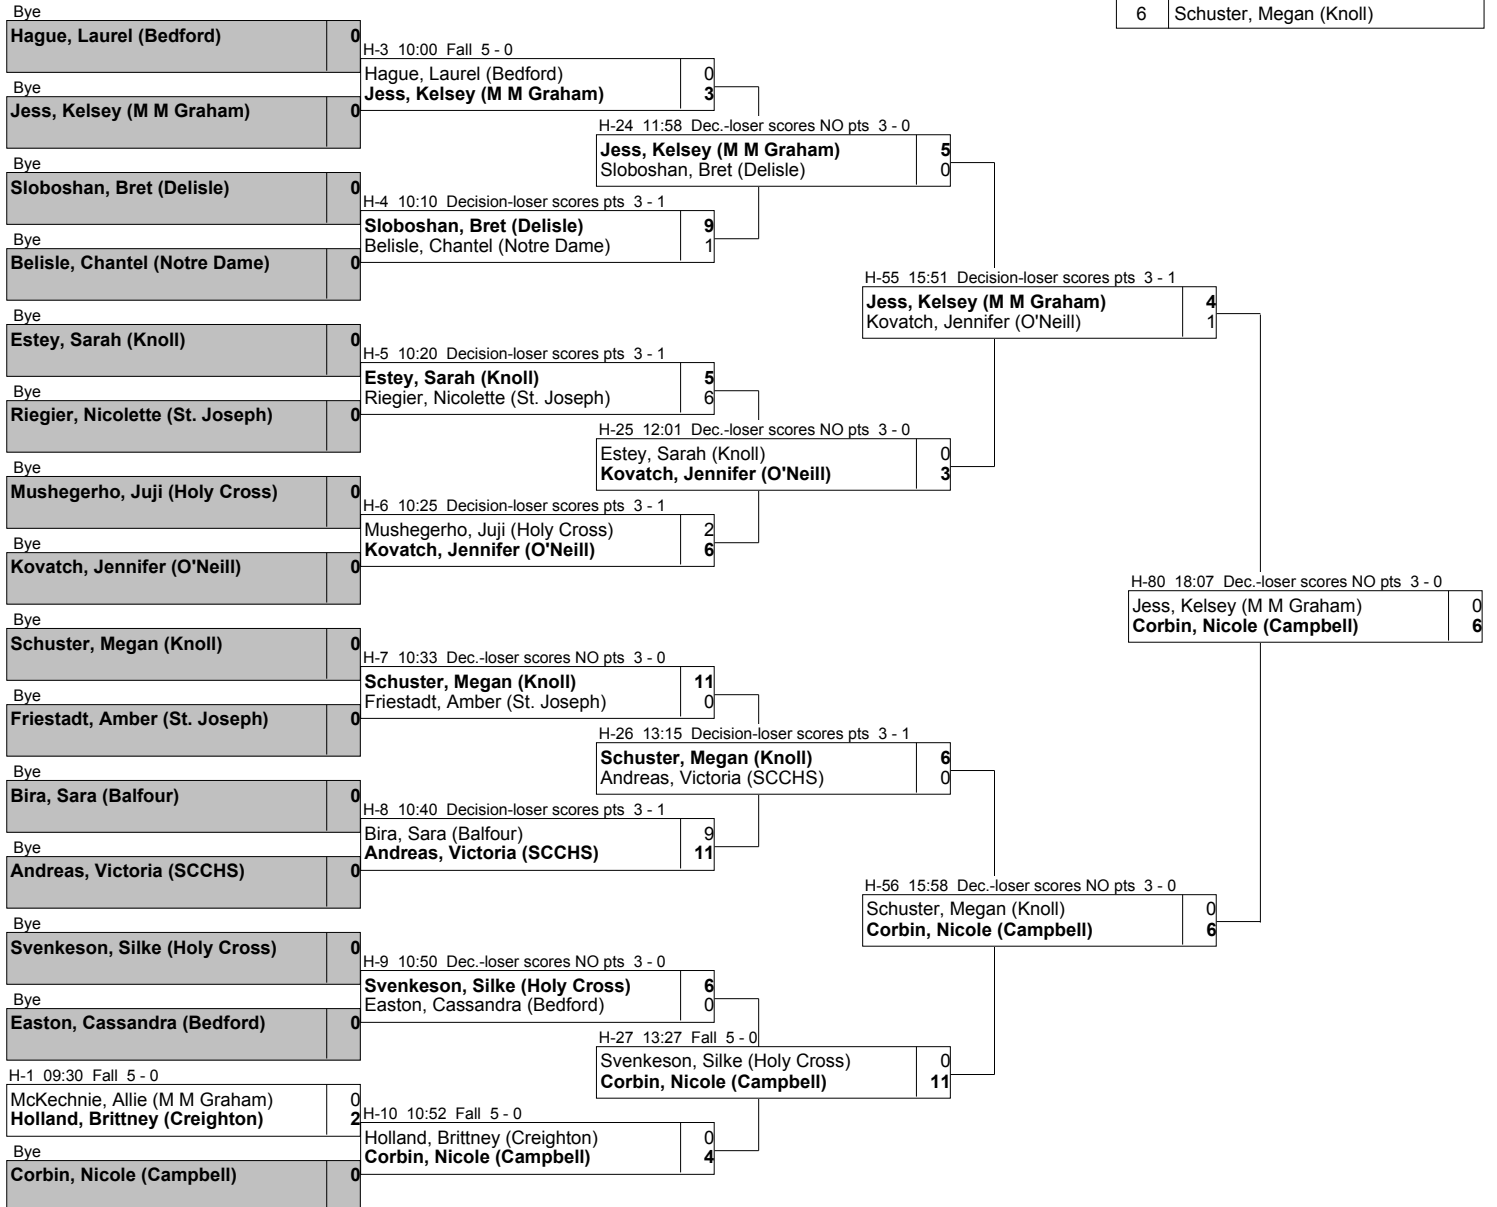 6 Schuster, Megan (Knoll)
Bye
Hague, Laurel (Bedford) 0
Bye
Jess, Kelsey (M M Graham) 0
Bye
Sloboshan, Bret (Delisle) 0
Bye
Belisle, Chantel (Notre Dame) 0
Bye
Estey, Sarah (Knoll) 0
Bye
Riegier, Nicolette (St. Joseph) 0
Bye
Mushegerho, Juji (Holy Cross) 0
Bye
Kovatch, Jennifer (O'Neill) 0
Bye
Schuster, Megan (Knoll) 0
Bye
Friestadt, Amber (St. Joseph) 0
Bye
Bira, Sara (Balfour) 0
Bye
Andreas, Victoria (SCCHS) 0
Bye
Svenkeson, Silke (Holy Cross) 0
Bye
Easton, Cassandra (Bedford) 0
H-1 09:30 Fall 5 - 0
McKechnie, Allie (M M Graham) 0
Holland, Brittney (Creighton) 2
Bye
Corbin, Nicole (Campbell) 0
H-3 10:00 Fall 5 - 0
Hague, Laurel (Bedford) 0
Jess, Kelsey (M M Graham) 3
H-4 10:10 Decision-loser scores pts 3 - 1
Sloboshan, Bret (Delisle) 9
Belisle, Chantel (Notre Dame) 1
H-5 10:20 Decision-loser scores pts 3 - 1
Estey, Sarah (Knoll) 5
Riegier, Nicolette (St. Joseph) 6
H-6 10:25 Decision-loser scores pts 3 - 1
Mushegerho, Juji (Holy Cross) 2
Kovatch, Jennifer (O'Neill) 6
H-7 10:33 Dec.-loser scores NO pts 3 - 0
Schuster, Megan (Knoll) 11
Friestadt, Amber (St. Joseph) 0
H-8 10:40 Decision-loser scores pts 3 - 1
Bira, Sara (Balfour) 9
Andreas, Victoria (SCCHS) 11
H-9 10:50 Dec.-loser scores NO pts 3 - 0
Svenkeson, Silke (Holy Cross) 6
Easton, Cassandra (Bedford) 0
H-10 10:52 Fall 5 - 0
Holland, Brittney (Creighton) 0
Corbin, Nicole (Campbell) 4
H-24 11:58 Dec.-loser scores NO pts 3 - 0
Jess, Kelsey (M M Graham) 5
Sloboshan, Bret (Delisle) 0
H-25 12:01 Dec.-loser scores NO pts 3 - 0
Estey, Sarah (Knoll) 0
Kovatch, Jennifer (O'Neill) 3
H-26 13:15 Decision-loser scores pts 3 - 1
Schuster, Megan (Knoll) 6
Andreas, Victoria (SCCHS) 0
H-27 13:27 Fall 5 - 0
Svenkeson, Silke (Holy Cross) 0
Corbin, Nicole (Campbell) 11
H-55 15:51 Decision-loser scores pts 3 - 1
Jess, Kelsey (M M Graham) 4
Kovatch, Jennifer (O'Neill) 1
H-56 15:58 Dec.-loser scores NO pts 3 - 0
Schuster, Megan (Knoll) 0
Corbin, Nicole (Campbell) 6
H-80 18:07 Dec.-loser scores NO pts 3 - 0
Jess, Kelsey (M M Graham) 0
Corbin, Nicole (Campbell) 6